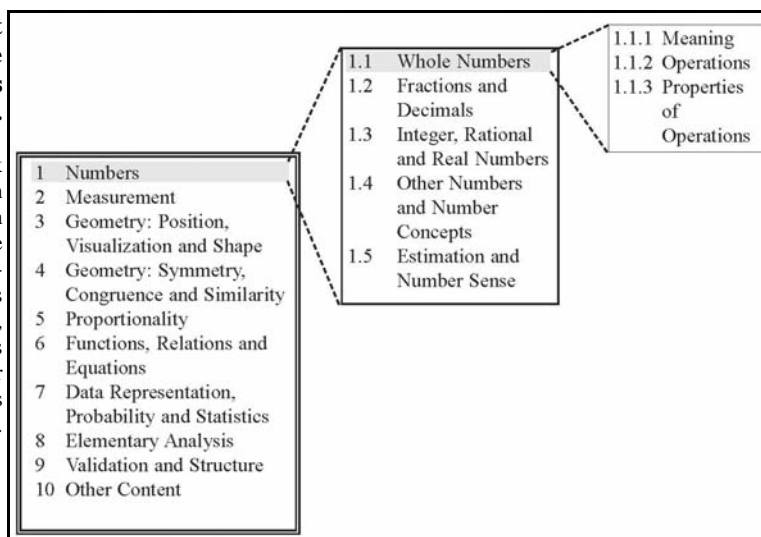 1 Numbers
2 Measurement
3 Geometry: Position,
Visualization and Shape
4 Geometry: Symmetry,
Congruence and Similarity
5 Proportionality
6 Functions, Relations and
Equations
7 Data Representation,
Probability and Statistics
8 Elementary Analysis
9 Validation and Structure
10 Other Content
1.1 Whole Numbers
1.2 Fractions and
Decimals
1.3 Integer, Rational
and Real Numbers
1.4 Other Numbers
and Number
Concepts
1.5 Estimation and
Number Sense
1.1.1 Meaning
1.1.2 Operations
1.1.3 Properties
of
Operations